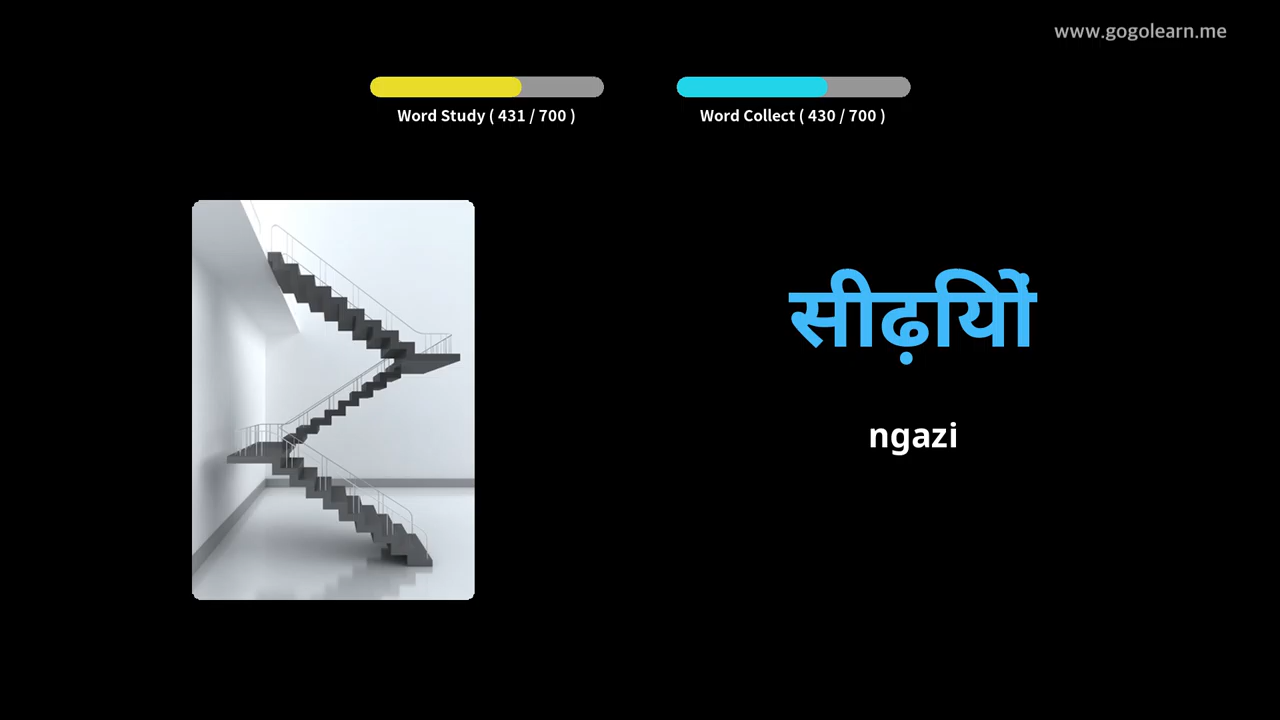 www.gogolearn.me
Word Study ( 431 / 700 )
Word Collect ( 430 / 700 )
सीढ़ियों
ngazi